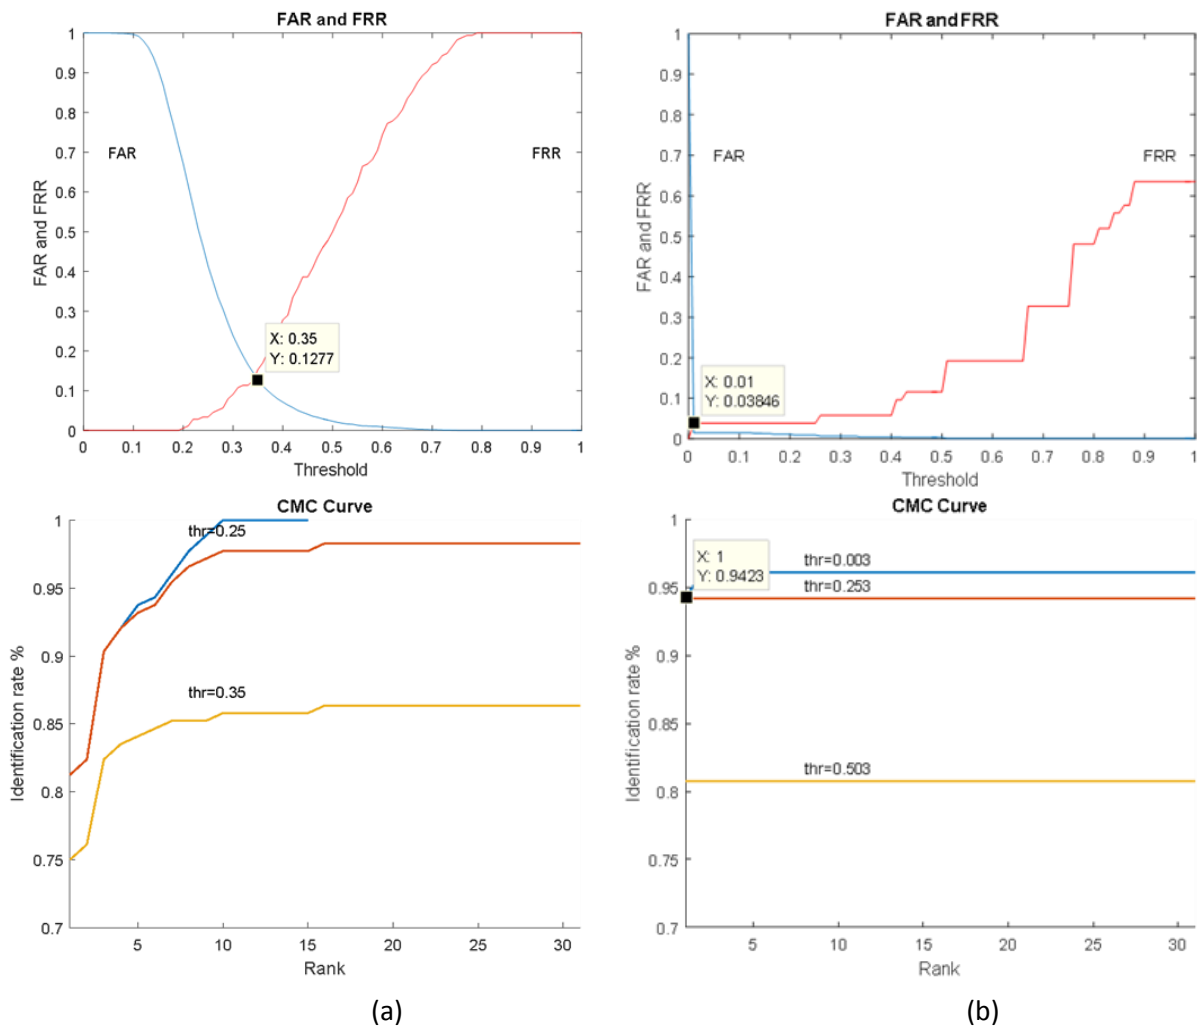 FAR and FRR
1
0.9
0.8
0.7
0.6
0.5
0.4
0.3
0.2
0.1
0
FAR and FRR
FAR
FRR
X: 0.35
Y: 0.1277
0 0.1 0.2 0.3 0.4 0.5 0.6 0.7 0.8 0.9 1
Threshold
FAR and FRR
1
0.9
0.8
0.7
0.6
0.5
0.4
0.3
0.2
0.1
0
FAR and FRR
FAR
FRR
X: 0.01
Y: 0.03846
0 0.1 0.2 0.3 0.4 0.5 0.6 0.7 0.8 0.9 1
Threshold
CMC Curve
1
0.95
0.9
0.85
0.8
0.75
0.7
Identification rate %
thr=0.25
thr=0.35
5 10 15 20 25 30
Rank
CMC Curve
1
0.95
0.9
0.85
0.8
0.75
0.7
Identification rate %
X: 1
Y: 0.9423
thr=0.003
thr=0.253
thr=0.503
5 10 15 20 25 30
Rank
(a)
(b)